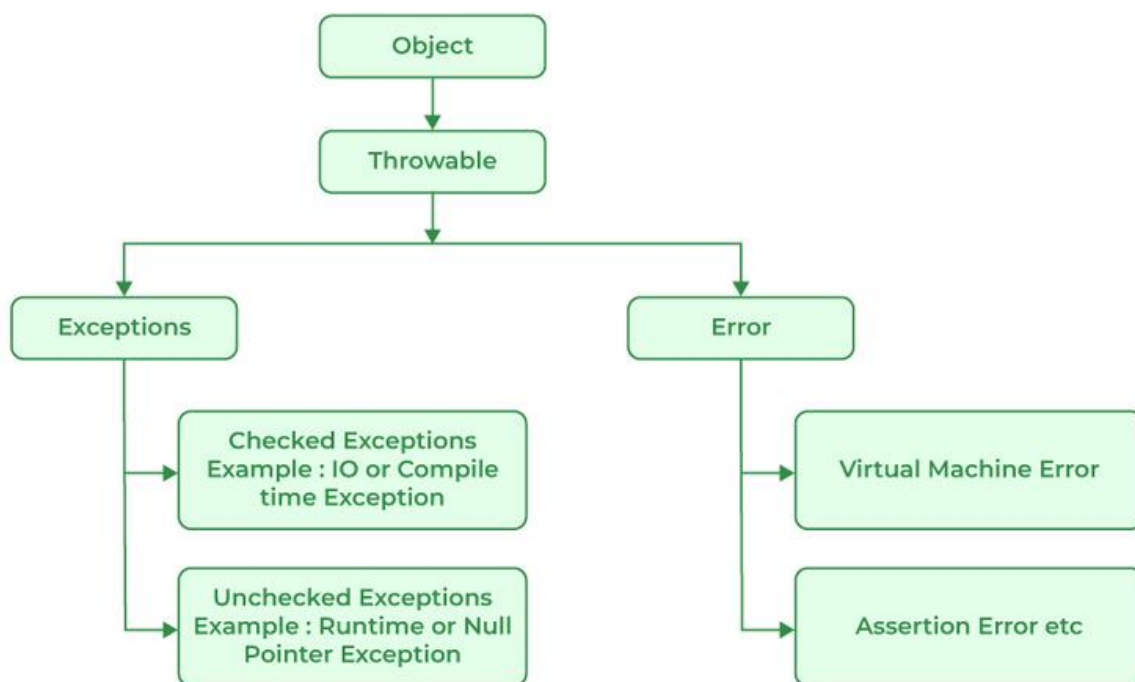 Object
Throwable
Exceptions
Error
Checked Exceptions
Example : IO or Compile
time Exception
Virtual Machine Error
Unchecked Exceptions
Example : Runtime or Null
Pointer Exception
Assertion Error etc